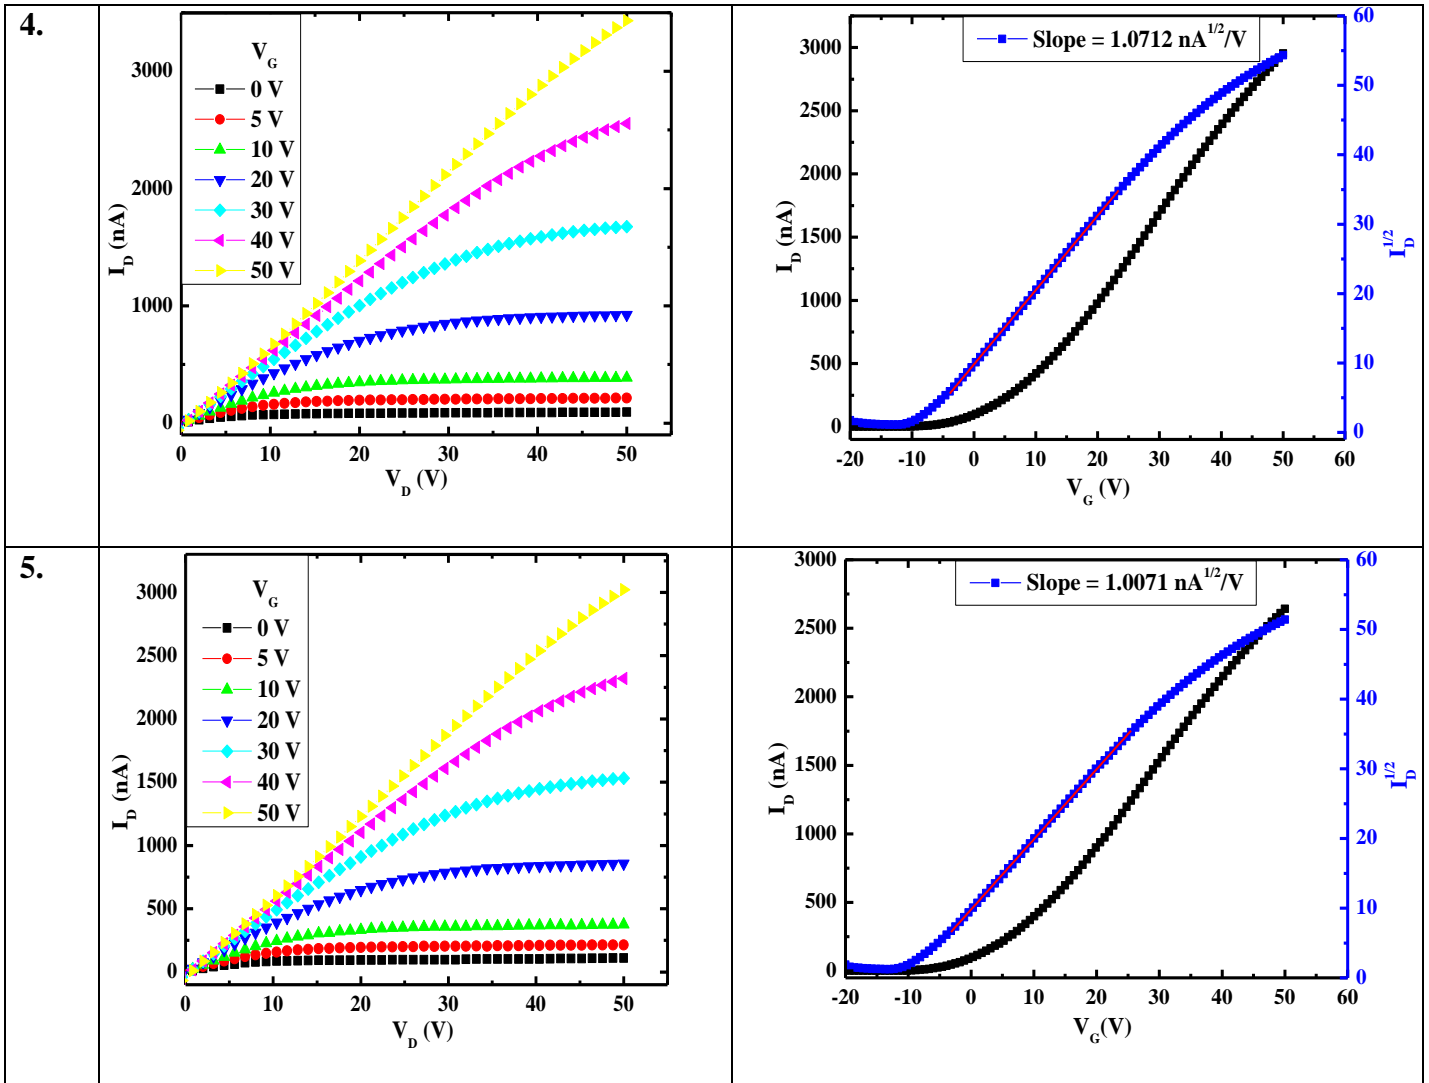 4.
V_G
0 V
5 V
10 V
20 V
30 V
40 V
50 V
3000
2000
1000
0
I_D (nA)
0 10 20 30 40 50
V_D (V)
Slope = 1.0712 nA^1/2/V
3000
2500
2000
1500
1000
500
0
I_D (nA)
60
50
40
30
20
10
0
I_D^1/2
-20 -10 0 10 20 30 40 50 60
V_G (V)
5.
V_G
0 V
5 V
10 V
20 V
30 V
40 V
50 V
3000
2500
2000
1500
1000
500
0
I_D (nA)
0 10 20 30 40 50
V_D (V)
Slope = 1.0071 nA^1/2/V
3000
2500
2000
1500
1000
500
0
I_D (nA)
60
50
40
30
20
10
0
I_D^1/2
-20 -10 0 10 20 30 40 50 60
V_G(V)